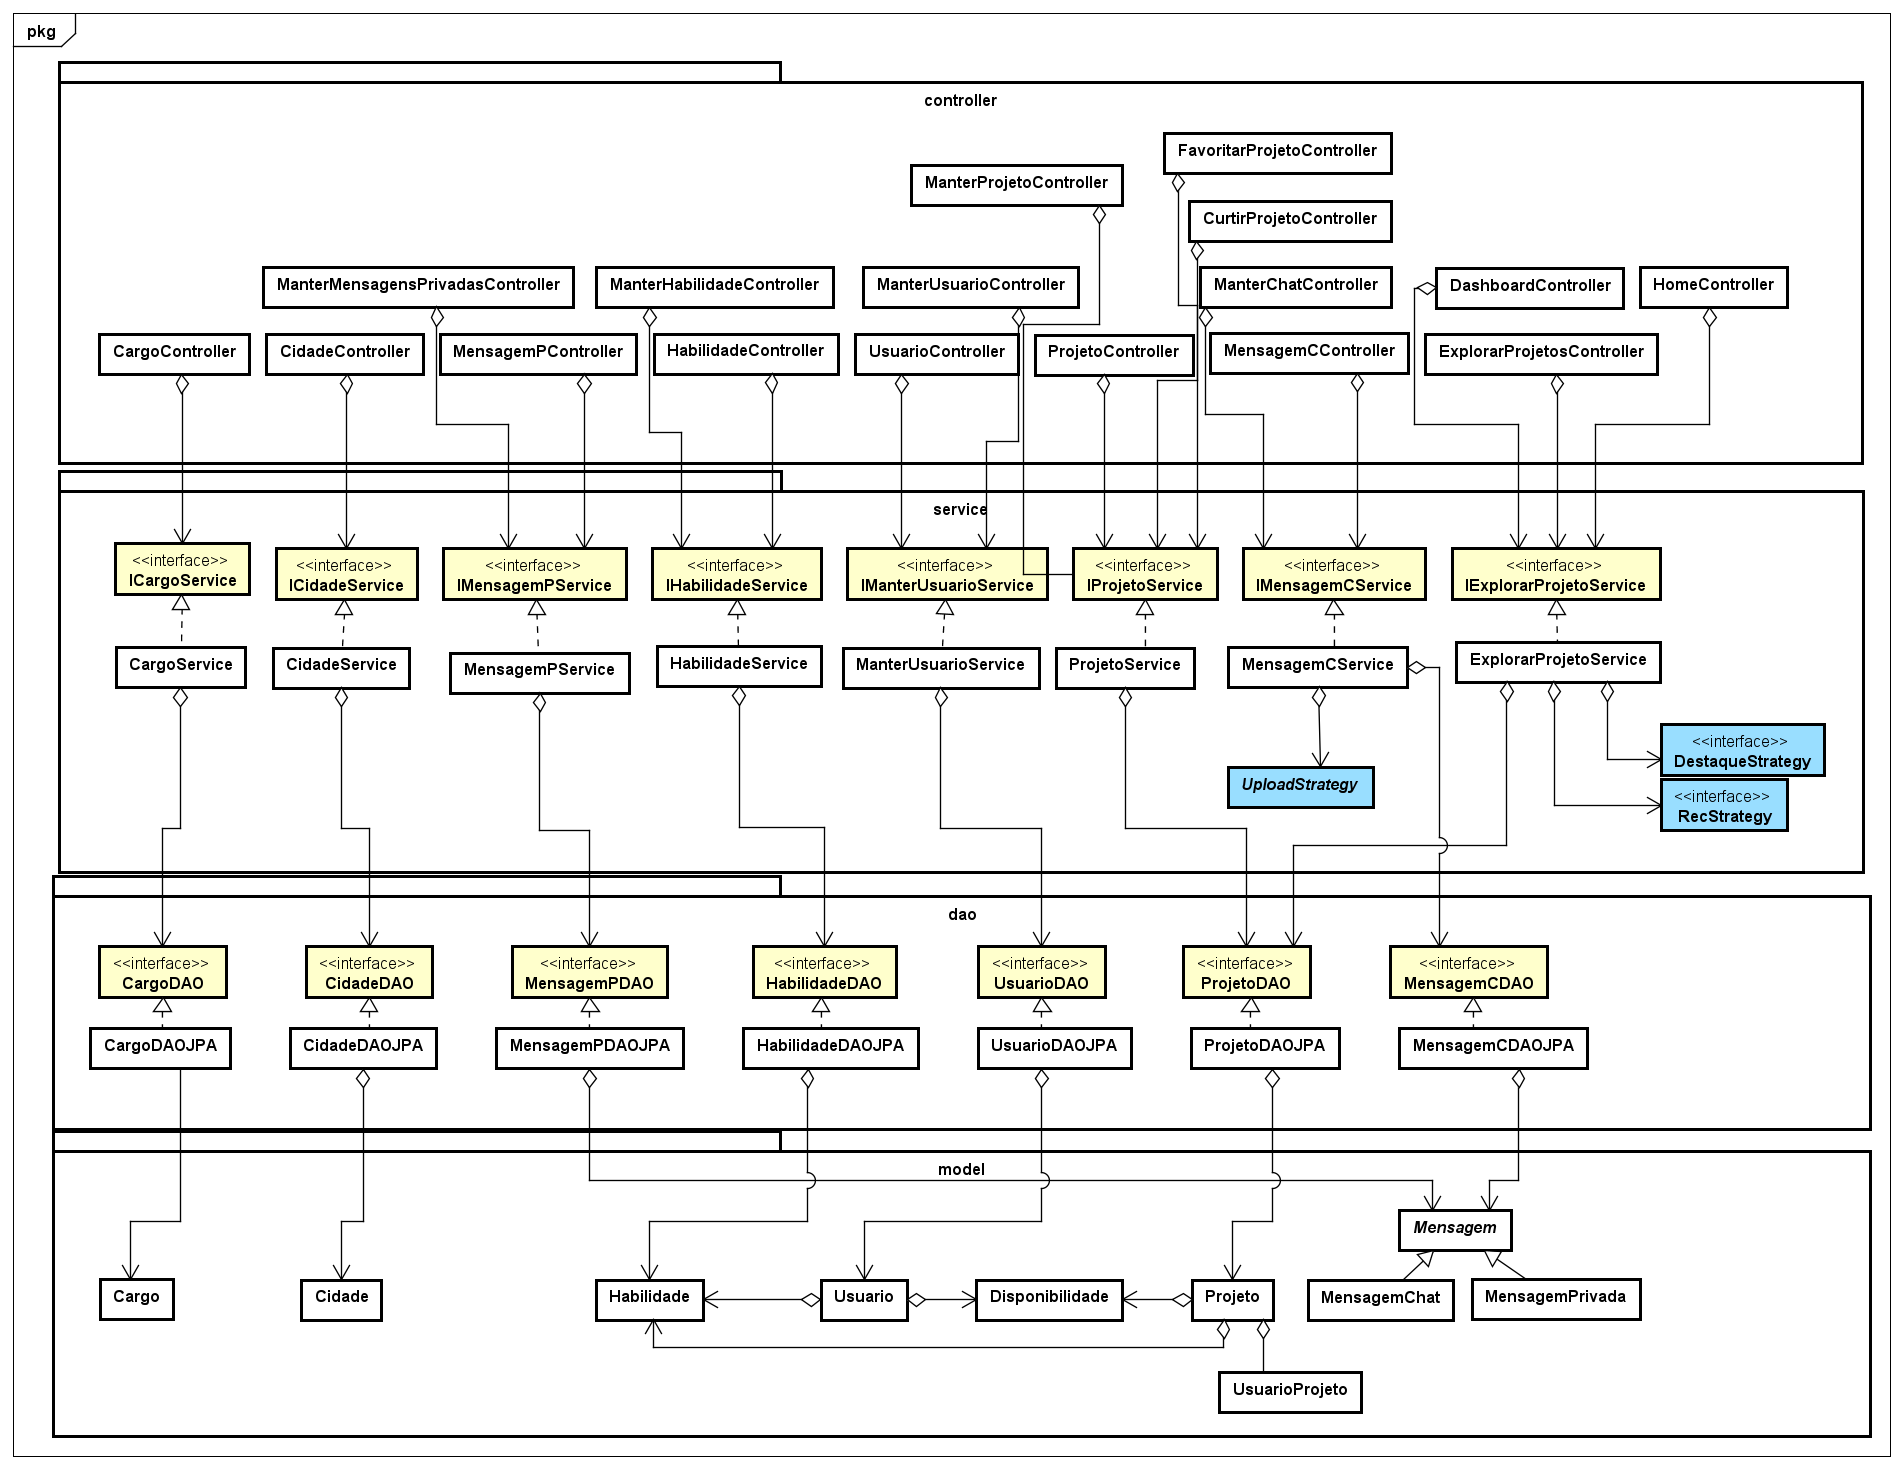 pkg
controller
FavoritarProjetoController
ManterProjetoController
CurtirProjetoController
ManterMensagensPrivadasController
ManterHabilidadeController
ManterUsuarioController
ManterChatController
DashboardController
HomeController
CargoController
CidadeController
MensagemPController
HabilidadeController
UsuarioController
ProjetoController
MensagemCController
ExplorarProjetosController
service
<<interface>>
ICargoService
<<interface>>
ICidadeService
<<interface>>
IMensagemPService
<<interface>>
IHabilidadeService
<<interface>>
IManterUsuarioService
<<interface>>
IProjetoService
<<interface>>
IMensagemCService
<<interface>>
IExplorarProjetoService
CargoService
CidadeService
MensagemPService
HabilidadeService
ManterUsuarioService
ProjetoService
MensagemCService
ExplorarProjetoService
<<interface>>
DestaqueStrategy
UploadStrategy
<<interface>>
RecStrategy
dao
<<interface>>
CargoDAO
<<interface>>
CidadeDAO
<<interface>>
MensagemPDAO
<<interface>>
HabilidadeDAO
<<interface>>
UsuarioDAO
<<interface>>
ProjetoDAO
<<interface>>
MensagemCDAO
CargoDAOJPA
CidadeDAOJPA
MensagemPDAOJPA
HabilidadeDAOJPA
UsuarioDAOJPA
ProjetoDAOJPA
MensagemCDAOJPA
model
Mensagem
Cargo
Cidade
Habilidade
Usuario
Disponibilidade
Projeto
MensagemChat
MensagemPrivada
UsuarioProjeto